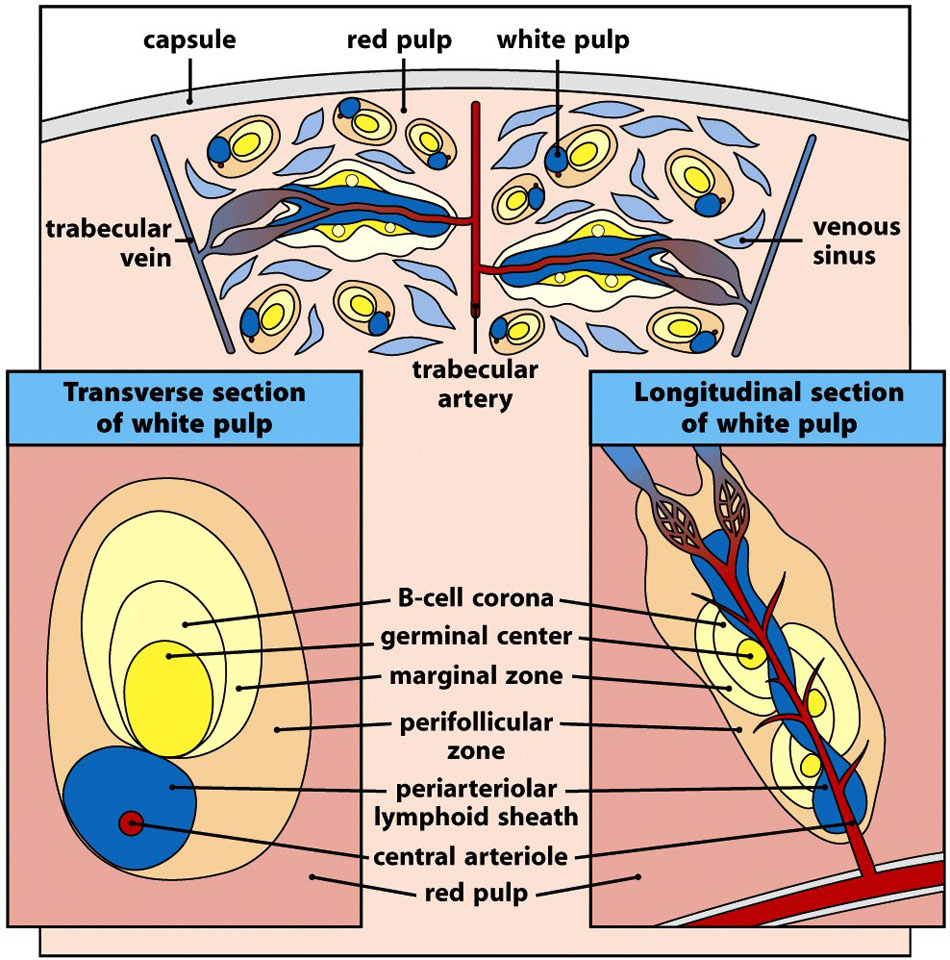 capsule
red pulp
white pulp
trabecular
vein
venous
sinus
trabecular
artery
Transverse section
of white pulp
Longitudinal section
of white pulp
B-cell corona
germinal center
marginal zone
perifollicular
zone
periarteriolar
lymphoid sheath
central arteriole
red pulp